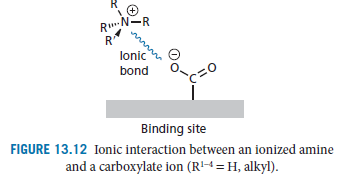 R
⊕
R''''N–R
R
Ionic
bond
⊖
O
C
O
Binding site
FIGURE 13.12 Ionic interaction between an ionized amine
and a carboxylate ion (R¹⁻⁴ = H, alkyl).